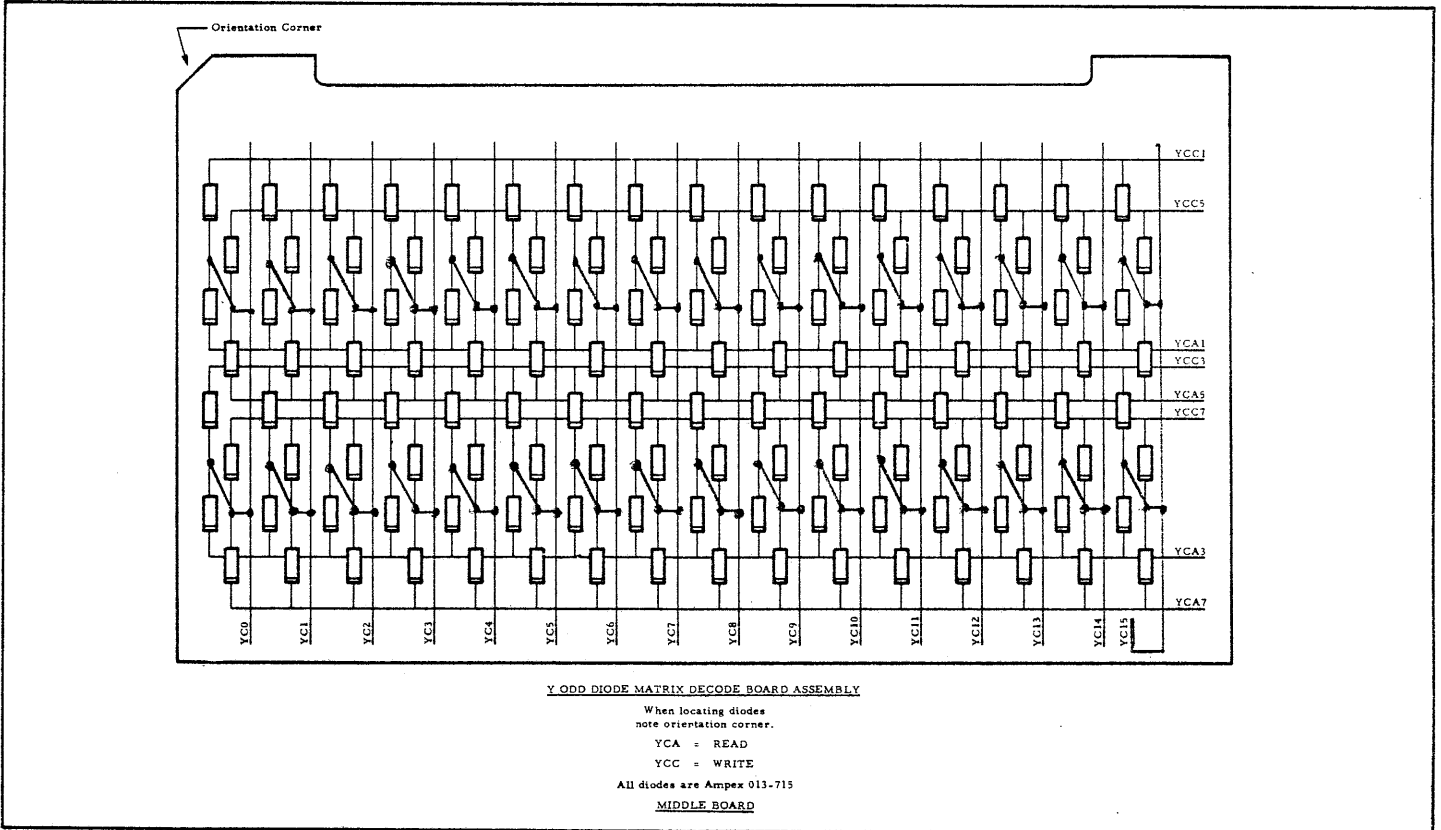 Orientation Corner
YCC1
YCC5
YCA1
YCC3
YCA5
YCC7
YCA3
YCA7
YC0
YC1
YC2
YC3
YC4
YC5
YC6
YC7
YC8
YC9
YC10
YC11
YC12
YC13
YC14
YC15
Y ODD DIODE MATRIX DECODE BOARD ASSEMBLY
When locating diodes
note orientation corner.
YCA = READ
YCC = WRITE
All diodes are Ampex 013-715
MIDDLE BOARD